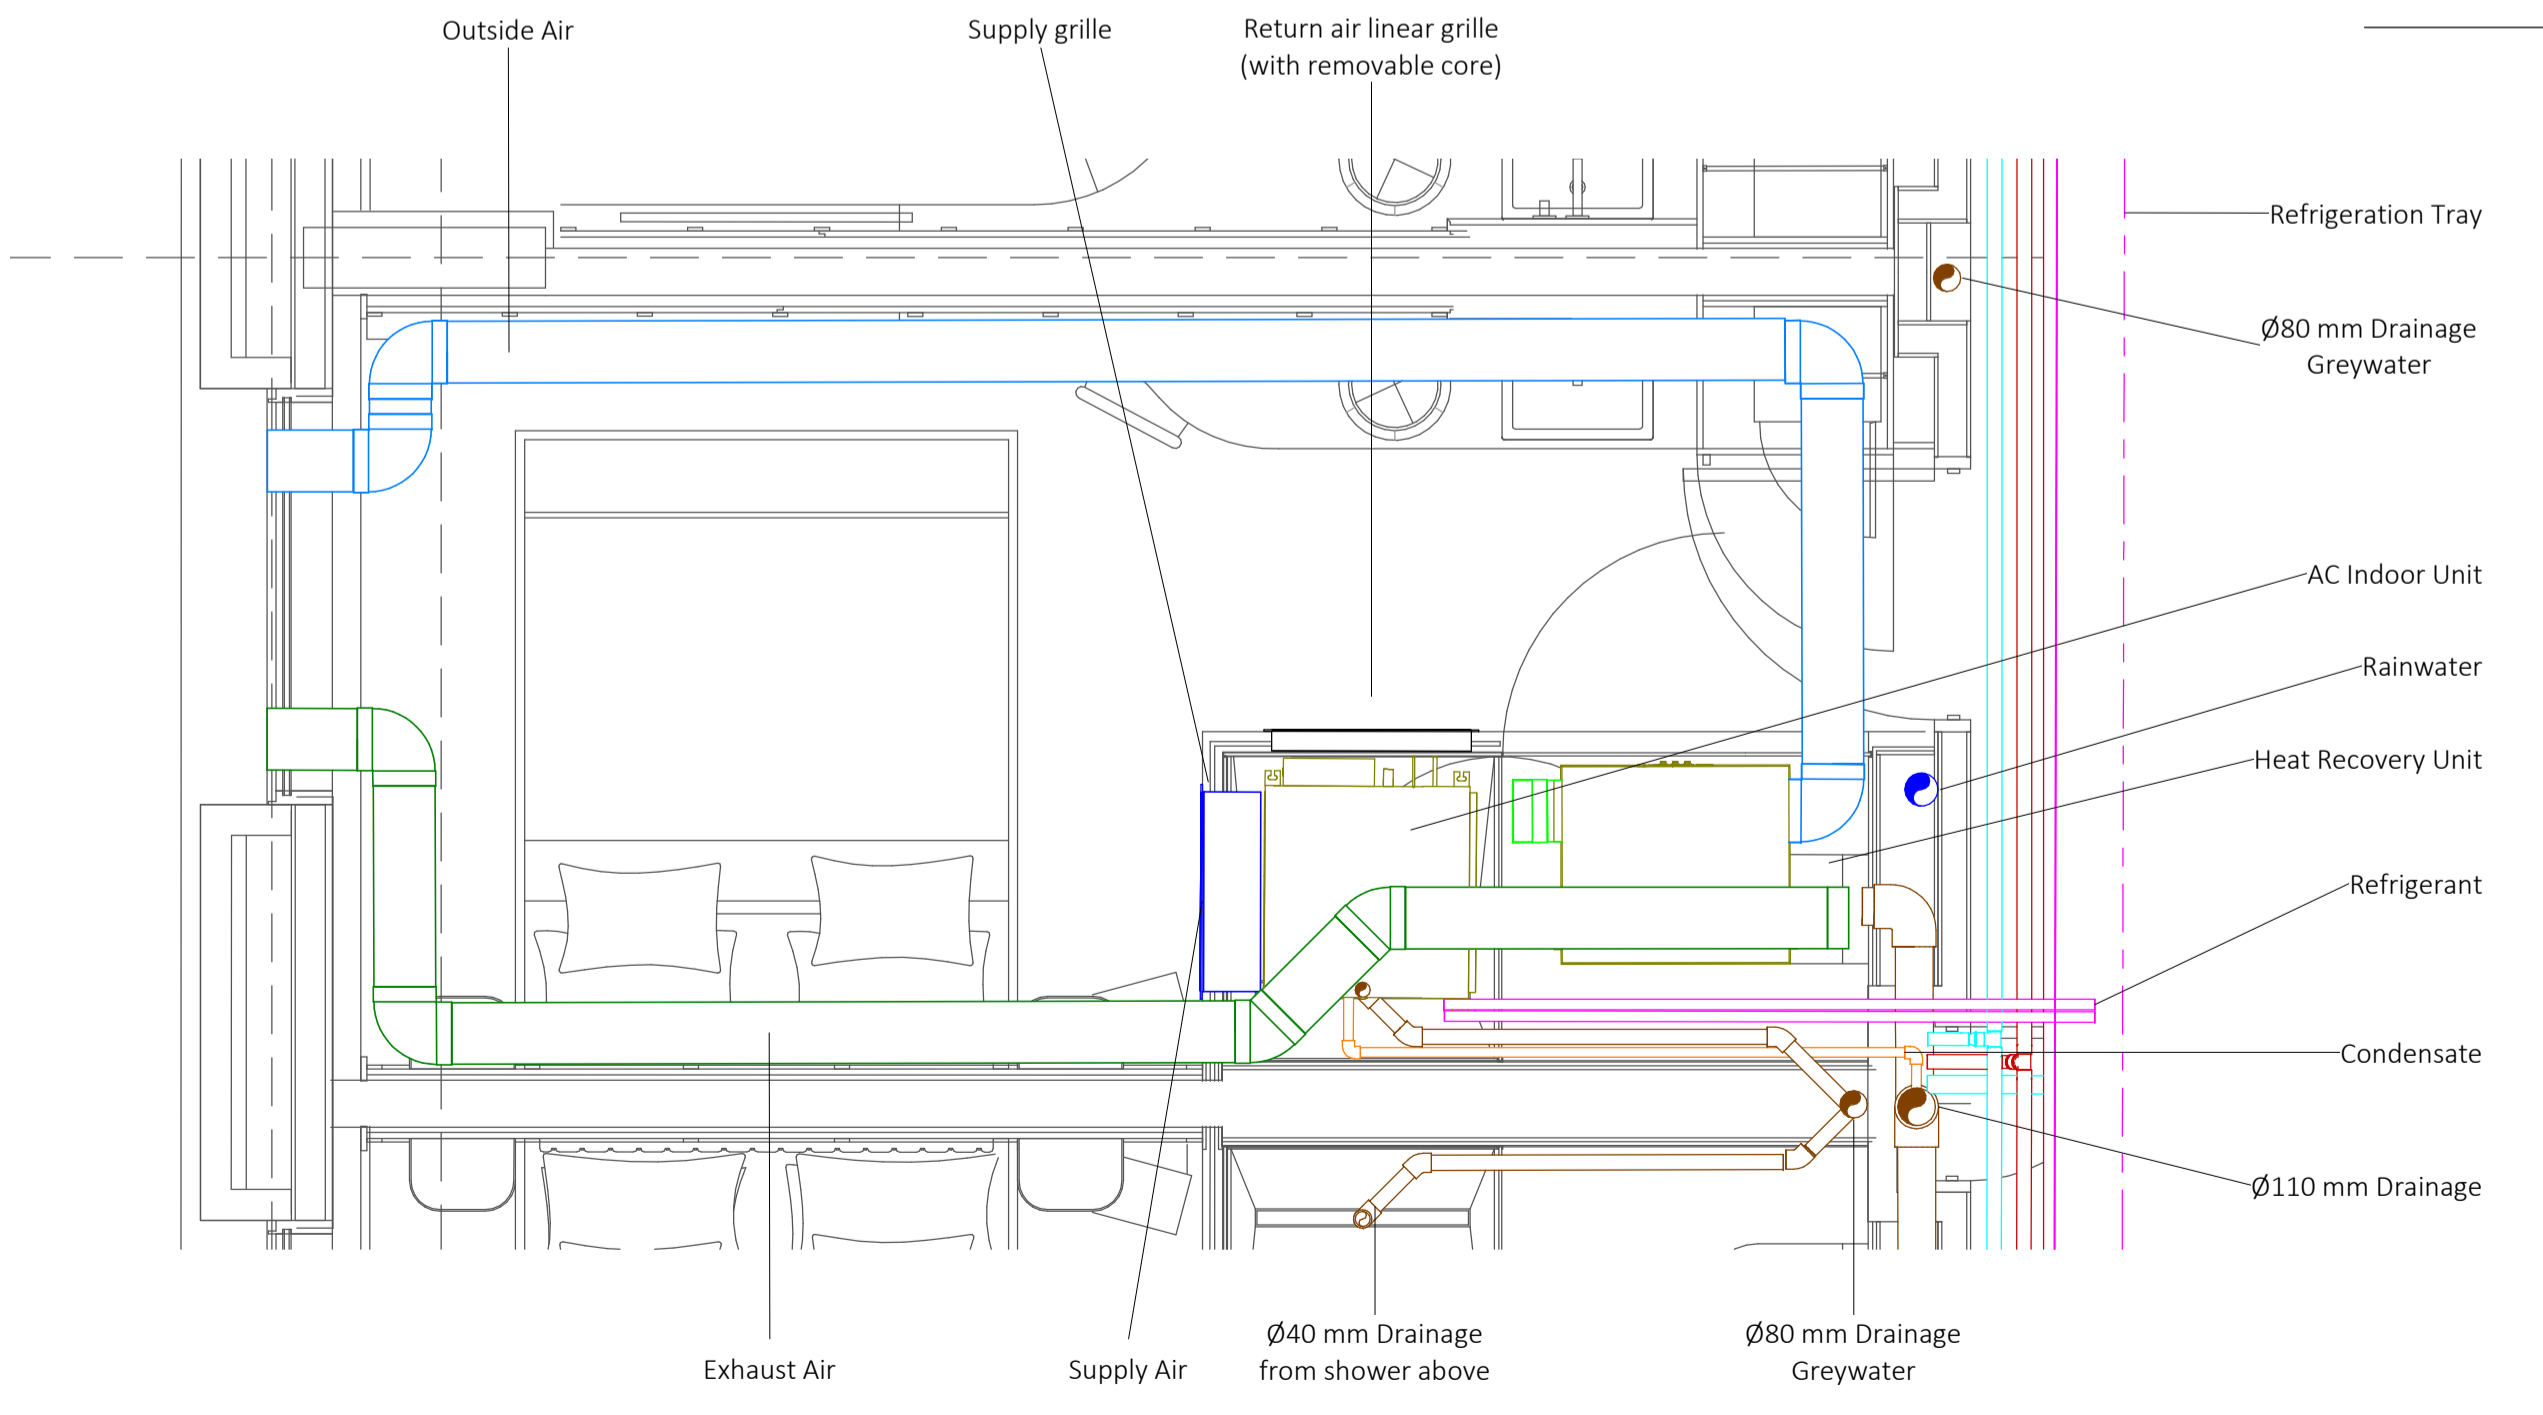 Outside Air
Supply grille
Return air linear grille
(with removable core)
Refrigeration Tray
Ø80 mm Drainage
Greywater
AC Indoor Unit
Rainwater
Heat Recovery Unit
Refrigerant
Condensate
Ø110 mm Drainage
Exhaust Air
Supply Air
Ø40 mm Drainage
from shower above
Ø80 mm Drainage
Greywater